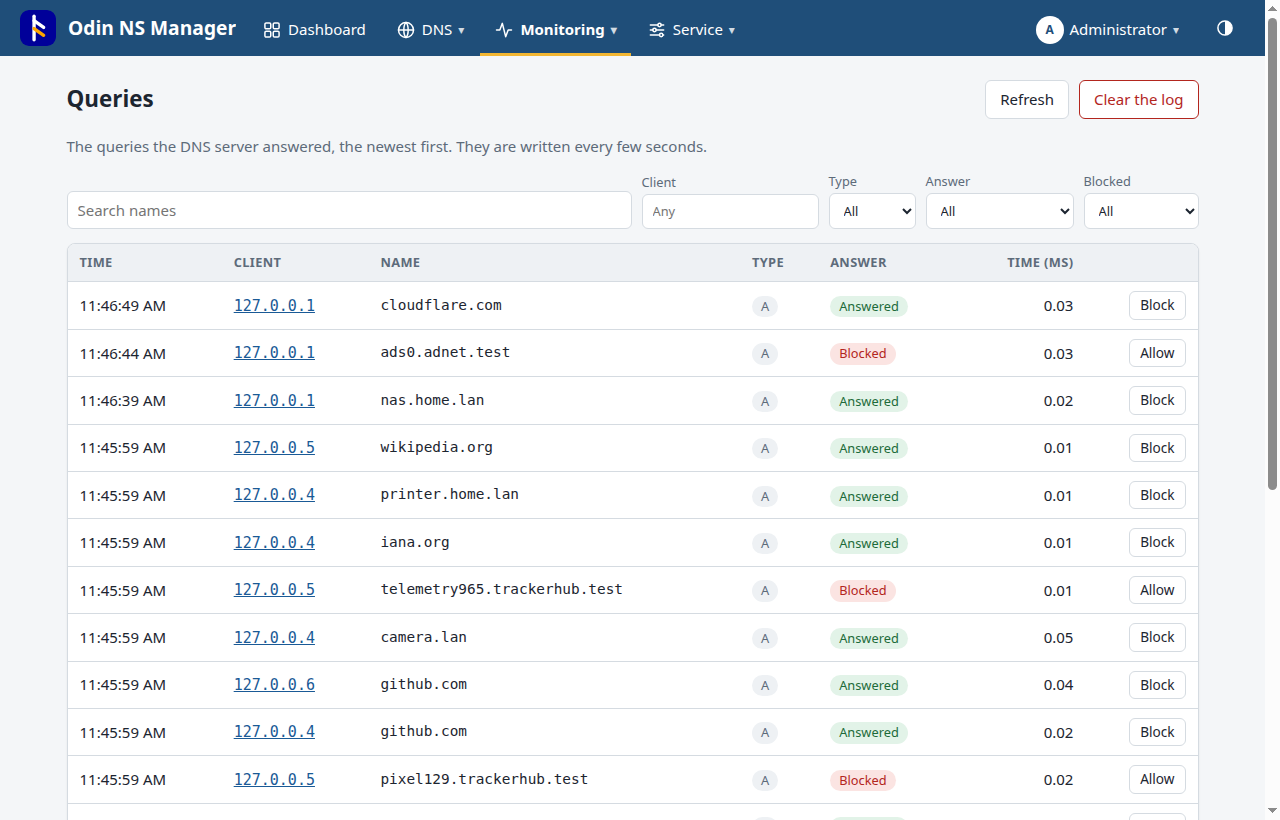 Odin NS Manager Dashboard DNS ▾ Monitoring ▾ Service ▾ A Administrator ▾
Queries Refresh Clear the log
The queries the DNS server answered, the newest first. They are written every few seconds.
Client Type Answer Blocked
Search names Any All All All
TIME CLIENT NAME TYPE ANSWER TIME (MS)
11:46:49 AM 127.0.0.1 cloudflare.com A Answered 0.03 Block
11:46:44 AM 127.0.0.1 ads0.adnet.test A Blocked 0.03 Allow
11:46:39 AM 127.0.0.1 nas.home.lan A Answered 0.02 Block
11:45:59 AM 127.0.0.5 wikipedia.org A Answered 0.01 Block
11:45:59 AM 127.0.0.4 printer.home.lan A Answered 0.01 Block
11:45:59 AM 127.0.0.4 iana.org A Answered 0.01 Block
11:45:59 AM 127.0.0.5 telemetry965.trackerhub.test A Blocked 0.01 Allow
11:45:59 AM 127.0.0.4 camera.lan A Answered 0.05 Block
11:45:59 AM 127.0.0.6 github.com A Answered 0.04 Block
11:45:59 AM 127.0.0.4 github.com A Answered 0.02 Block
11:45:59 AM 127.0.0.5 pixel129.trackerhub.test A Blocked 0.02 Allow